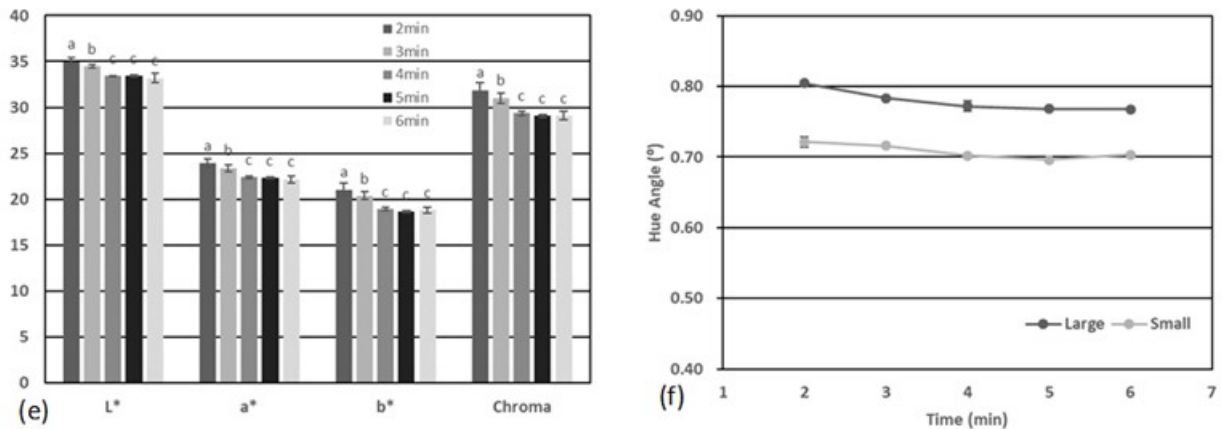 40
35
30
25
20
15
10
5
0
a b c c c
a b c c c
a b c c c
a b c c c
2min
3min
4min
5min
6min
L* a* b* Chroma
(e)
0.90
0.80
0.70
0.60
0.50
0.40
Hue Angle (°)
Large Small
1 2 3 4 5 6 7
Time (min)
(f)